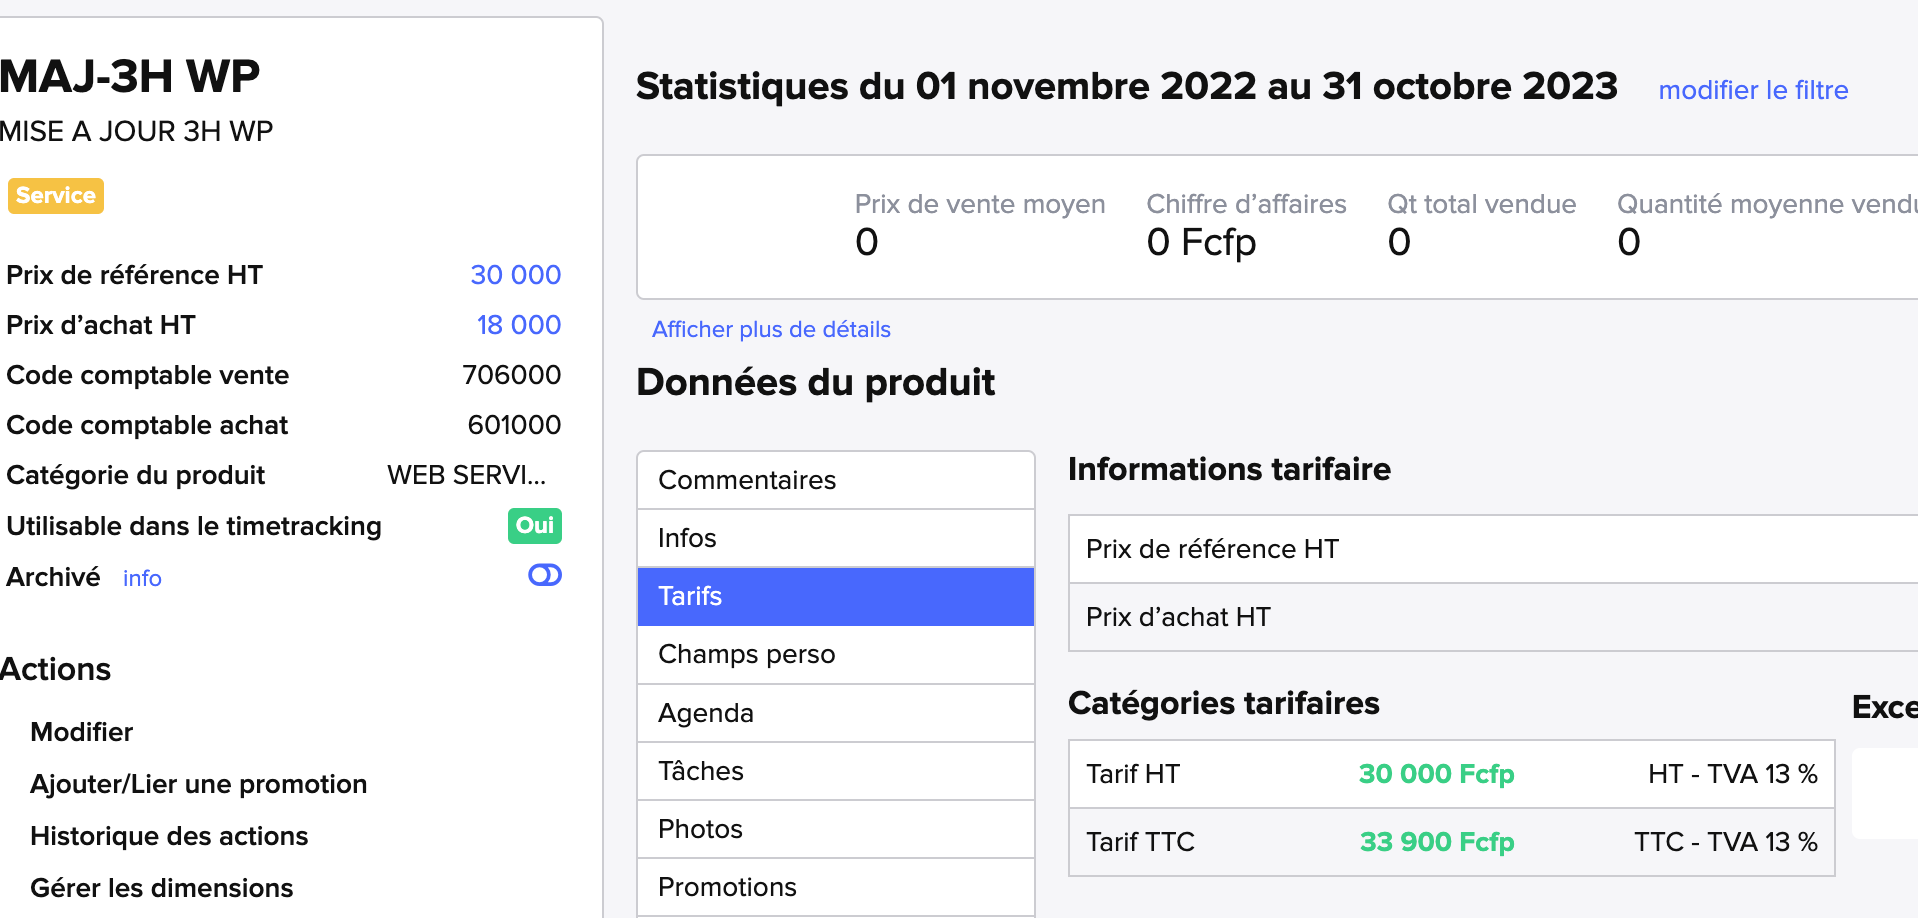 MAJ-3H WP
MISE A JOUR 3H WP
Service
Prix de référence HT 30 000
Prix d’achat HT 18 000
Code comptable vente 706000
Code comptable achat 601000
Catégorie du produit WEB SERVI...
Utilisable dans le timetracking Oui
Archivé info
Actions
Modifier
Ajouter/Lier une promotion
Historique des actions
Gérer les dimensions
Statistiques du 01 novembre 2022 au 31 octobre 2023 modifier le filtre
Prix de vente moyen Chiffre d’affaires Qt total vendue Quantité moyenne vendu
0 0 Fcfp 0 0
Afficher plus de détails
Données du produit
Commentaires
Infos
Tarifs
Champs perso
Agenda
Tâches
Photos
Promotions
Informations tarifaire
Prix de référence HT
Prix d’achat HT
Catégories tarifaires
Tarif HT 30 000 Fcfp HT - TVA 13 %
Tarif TTC 33 900 Fcfp TTC - TVA 13 %
Exce